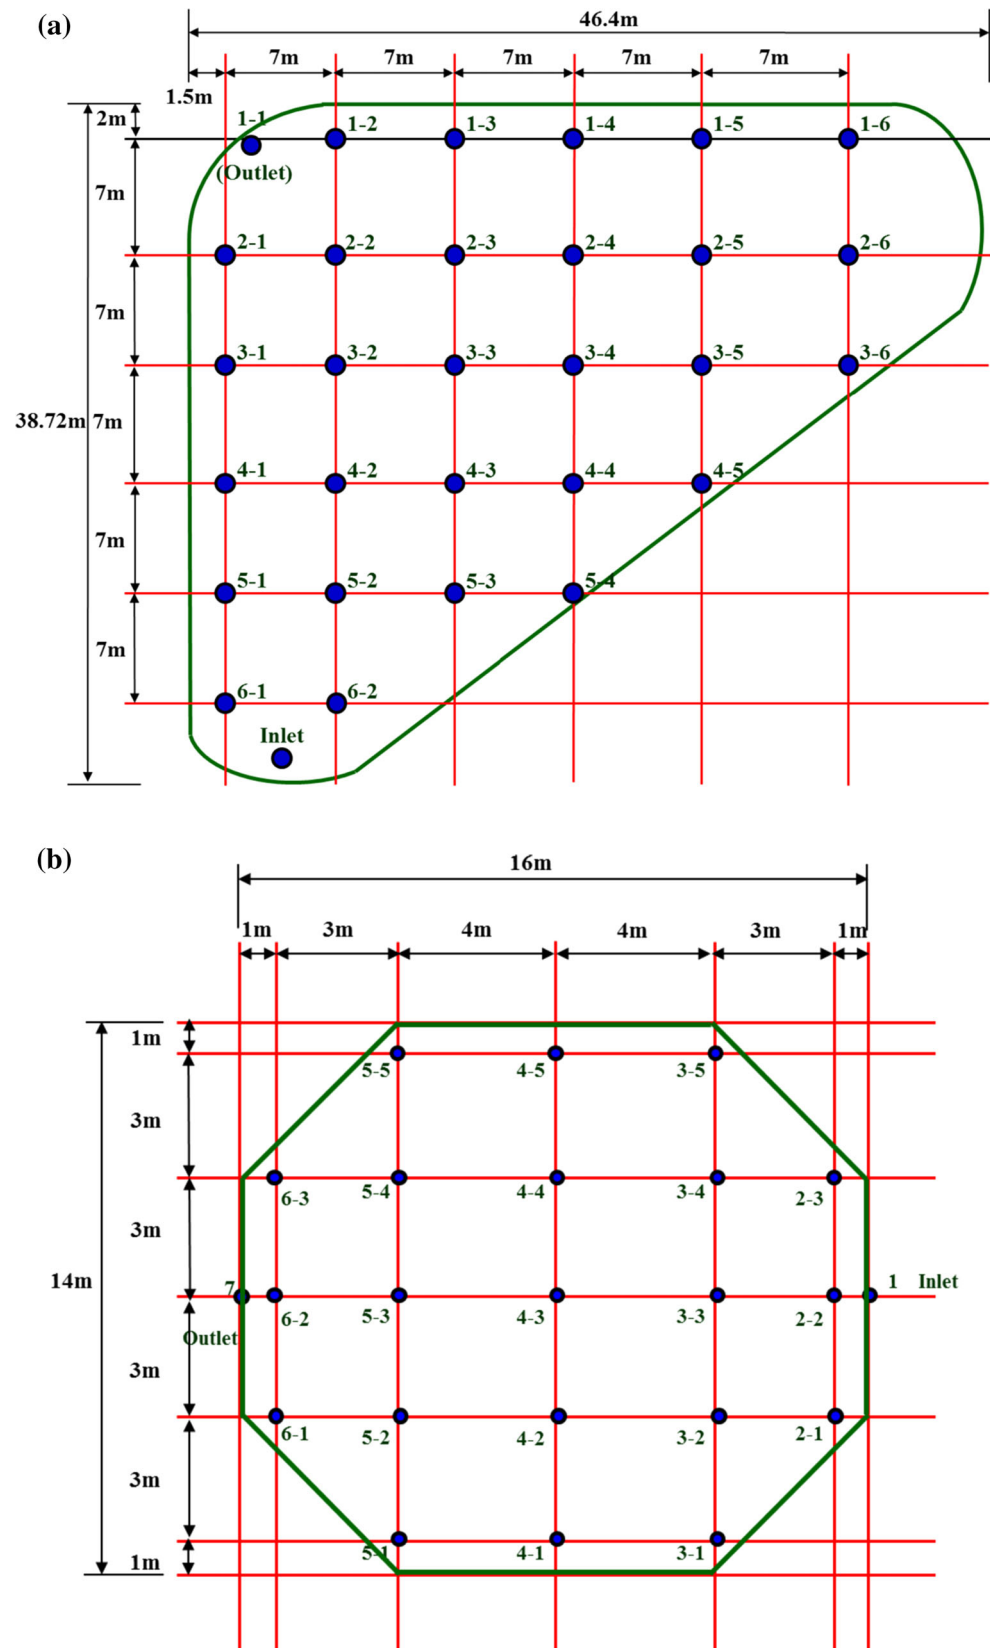 (a)
46.4m
7m 7m 7m 7m 7m
1.5m
2m
1-1 1-2 1-3 1-4 1-5 1-6
(Outlet)
7m
2-1 2-2 2-3 2-4 2-5 2-6
7m
3-1 3-2 3-3 3-4 3-5 3-6
38.72m 7m
4-1 4-2 4-3 4-4 4-5
7m
5-1 5-2 5-3 5-4
7m
6-1 6-2
Inlet
(b)
16m
1m 3m 4m 4m 3m 1m
1m
5-5 4-5 3-5
3m
6-3 5-4 4-4 3-4 2-3
3m
14m
7 1 Inlet
6-2 5-3 4-3 3-3 2-2
Outlet
3m
6-1 5-2 4-2 3-2 2-1
3m
5-1 4-1 3-1
1m